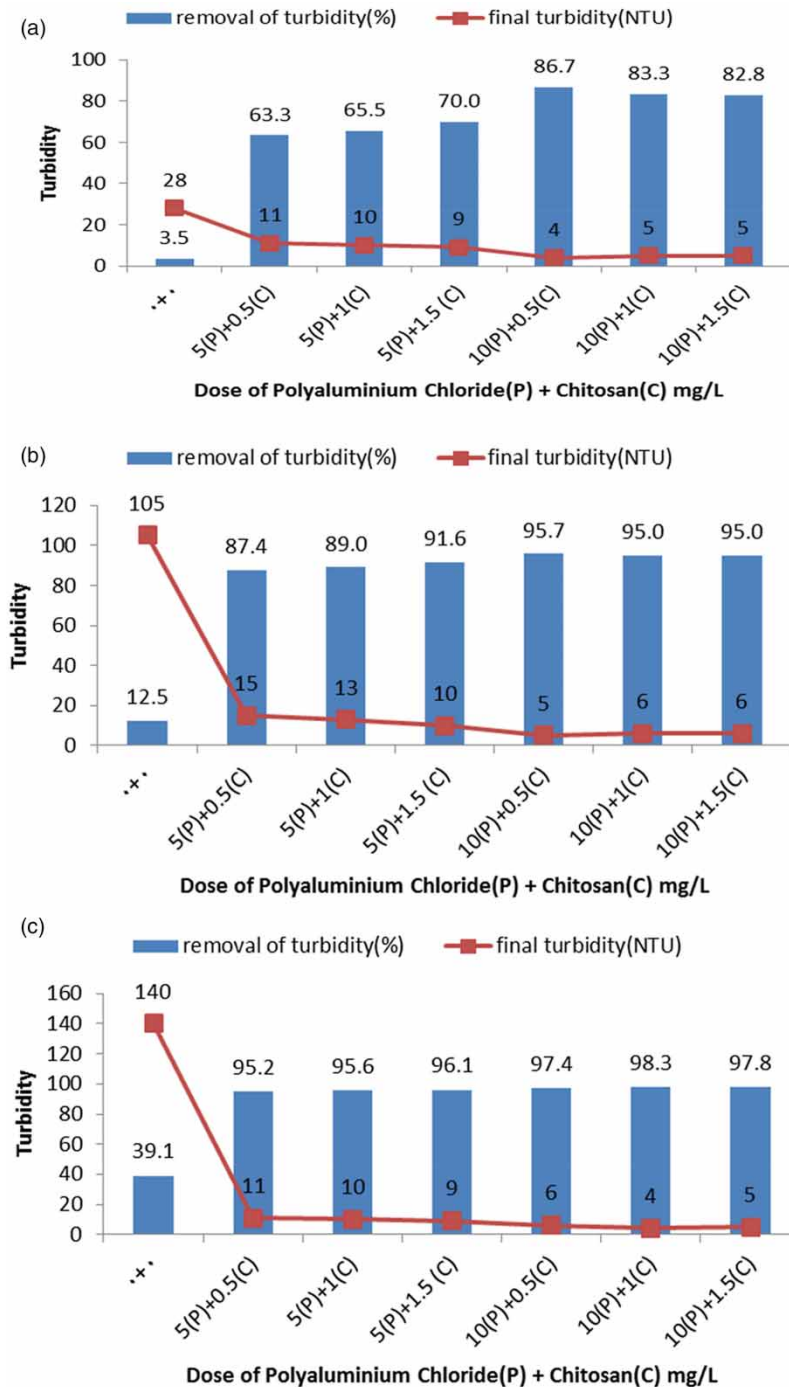 (a)
removal of turbidity(%) final turbidity(NTU)
Turbidity
100
80
60
40
20
0
28
3.5
63.3
11
65.5
10
70.0
9
86.7
4
83.3
5
82.8
5
٠+٠
5(P)+0.5(C)
5(P)+1(C)
5(P)+1.5 (C)
10(P)+0.5(C)
10(P)+1(C)
10(P)+1.5(C)
Dose of Polyaluminium Chloride(P) + Chitosan(C) mg/L
(b)
removal of turbidity(%) final turbidity(NTU)
Turbidity
120
100
80
60
40
20
0
105
12.5
87.4
15
89.0
13
91.6
10
95.7
5
95.0
6
95.0
6
٠+٠
5(P)+0.5(C)
5(P)+1(C)
5(P)+1.5 (C)
10(P)+0.5(C)
10(P)+1(C)
10(P)+1.5(C)
Dose of Polyaluminium Chloride(P) + Chitosan(C) mg/L
(c)
removal of turbidity(%) final turbidity(NTU)
Turbidity
160
140
120
100
80
60
40
20
0
140
39.1
95.2
11
95.6
10
96.1
9
97.4
6
98.3
4
97.8
5
٠+٠
5(P)+0.5(C)
5(P)+1(C)
5(P)+1.5 (C)
10(P)+0.5(C)
10(P)+1(C)
10(P)+1.5(C)
Dose of Polyaluminium Chloride(P) + Chitosan(C) mg/L